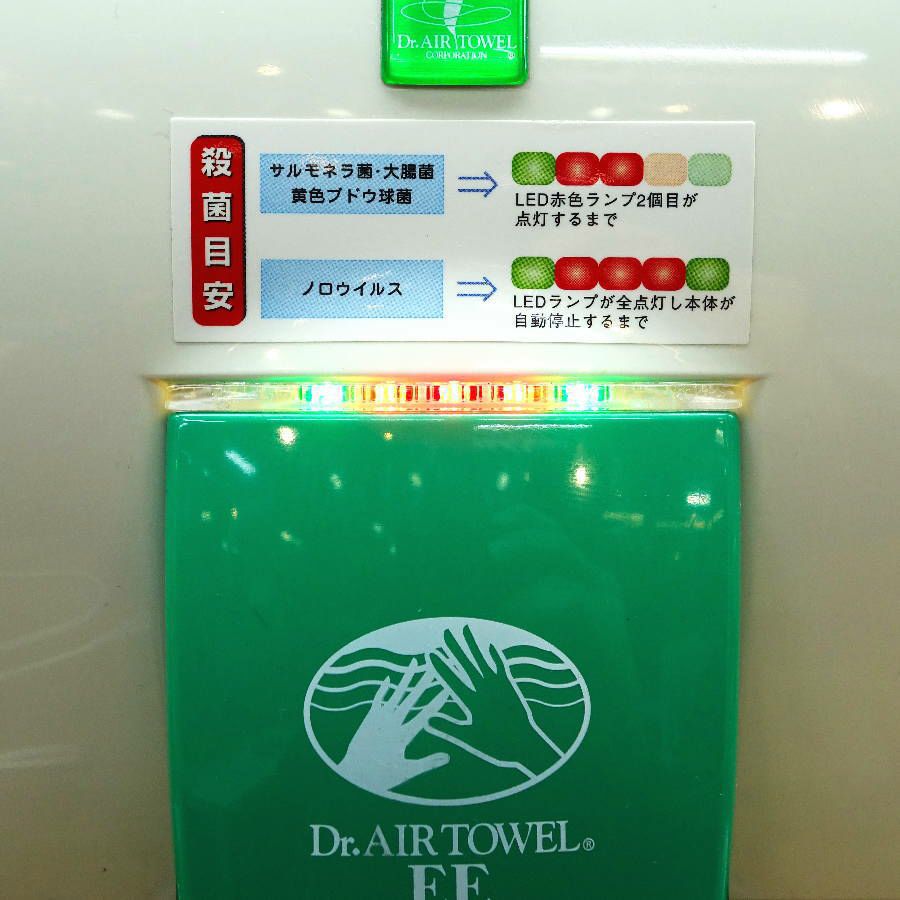 Dr.AIR TOWEL
CORPORATION ®
殺菌目安
サルモネラ菌・大腸菌
黄色ブドウ球菌
LED赤色ランプ2個目が
点灯するまで
ノロウイルス
LEDランプが全点灯し本体が
自動停止するまで
Dr.AIR TOWEL®